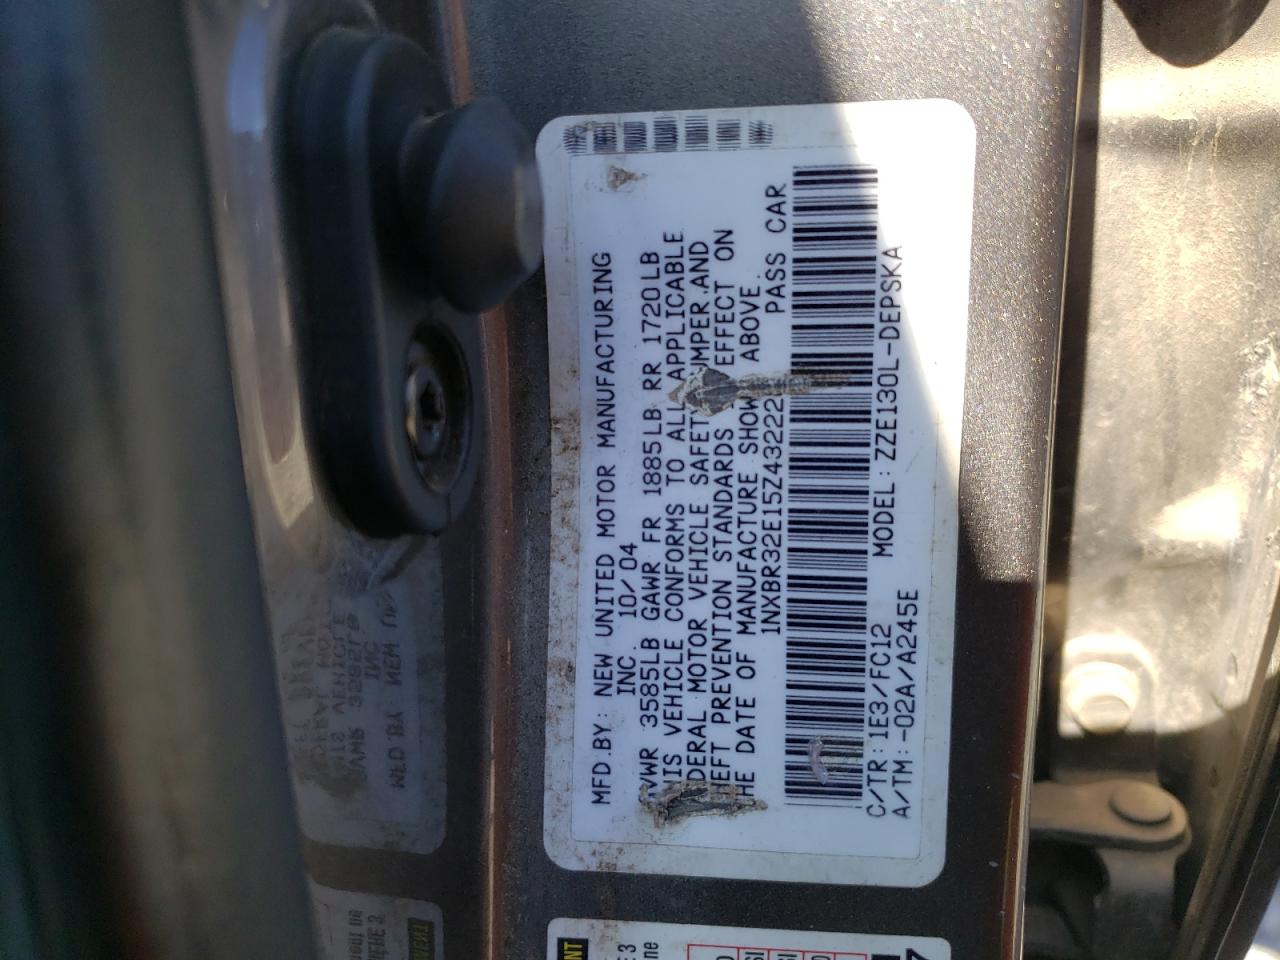 MFD.BY: NEW UNITED MOTOR MANUFACTURING
INC. 10/04
GVWR 3585LB GAWR FR 1885LB RR 1720LB
THIS VEHICLE CONFORMS TO ALL APPLICABLE
FEDERAL MOTOR VEHICLE SAFETY BUMPER AND
THEFT PREVENTION STANDARDS IN EFFECT ON
THE DATE OF MANUFACTURE SHOWN ABOVE.
1NXBR32E15Z43222 PASS CAR
C/TR: 1E3/FC12 MODEL: ZZE130L-DEPSKA
A/TM: -02A/A245E